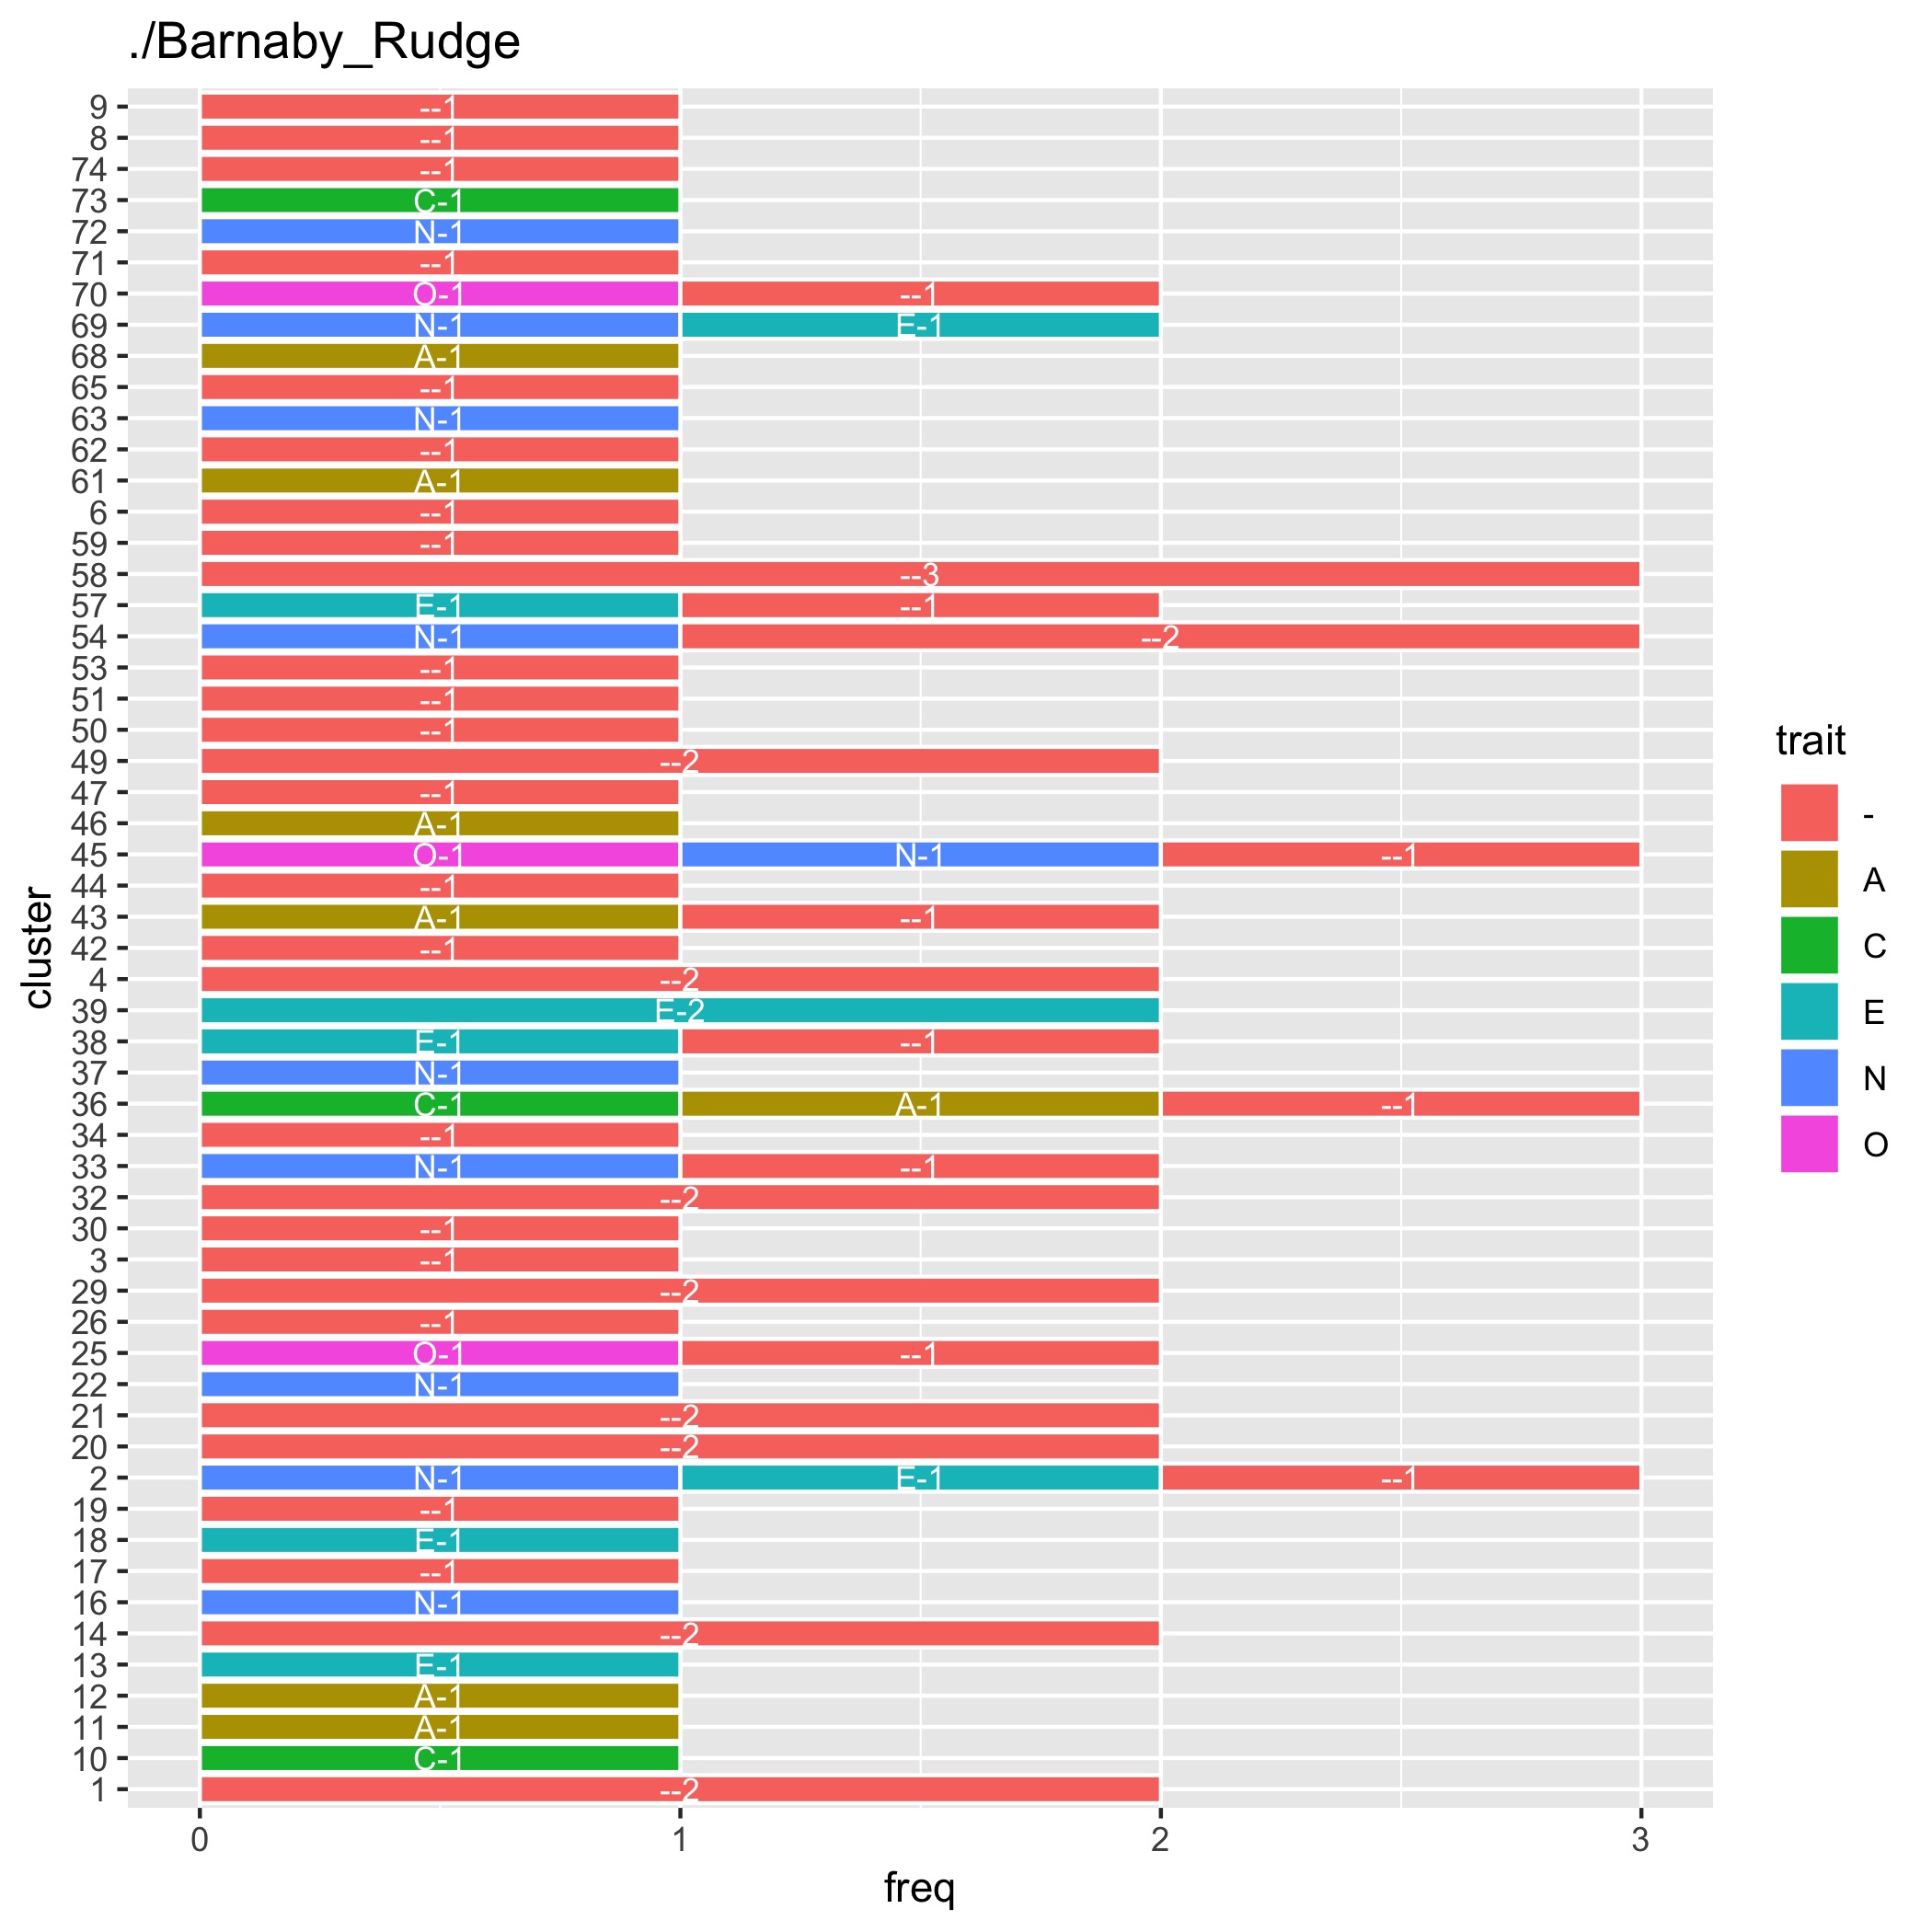 ./Barnaby_Rudge
9 --1
8 --1
74 --1
73 C-1
72 N-1
71 --1
70 O-1 --1
69 N-1 E-1
68 A-1
65 --1
63 N-1
62 --1
61 A-1
6 --1
59 --1
58 --3
57 E-1 --1
54 N-1 --2
53 --1
51 --1
50 --1
49 --2
47 --1
46 A-1
45 O-1 N-1 --1
44 --1
43 A-1 --1
42 --1
4 --2
39 E-2
38 E-1 --1
37 N-1
36 C-1 A-1 --1
34 --1
33 N-1 --1
32 --2
30 --1
3 --1
29 --2
26 --1
25 O-1 --1
22 N-1
21 --2
20 --2
2 N-1 E-1 --1
19 --1
18 E-1
17 --1
16 N-1
14 --2
13 E-1
12 A-1
11 A-1
10 C-1
1 --2
0 1 2 3
freq
cluster
trait
-
A
C
E
N
O